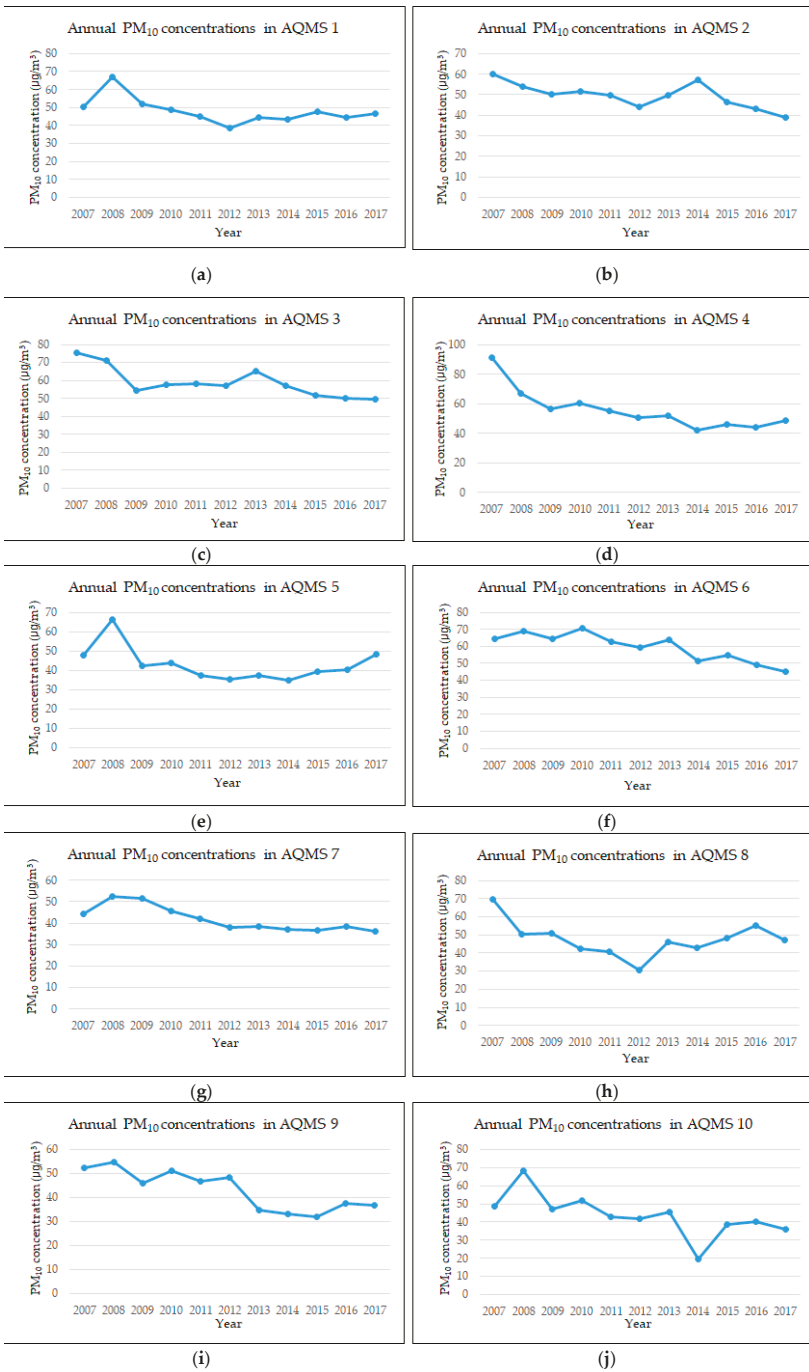 Annual PM₁₀ concentrations in AQMS 1
PM₁₀ concentration (µg/m³)
80
70
60
50
40
30
20
10
0
2007 2008 2009 2010 2011 2012 2013 2014 2015 2016 2017
Year
(a)
Annual PM₁₀ concentrations in AQMS 2
PM₁₀ concentration (µg/m³)
70
60
50
40
30
20
10
0
2007 2008 2009 2010 2011 2012 2013 2014 2015 2016 2017
Year
(b)
Annual PM₁₀ concentrations in AQMS 3
PM₁₀ concentration (µg/m³)
80
70
60
50
40
30
20
10
0
2007 2008 2009 2010 2011 2012 2013 2014 2015 2016 2017
Year
(c)
Annual PM₁₀ concentrations in AQMS 4
PM₁₀ concentration (µg/m³)
100
80
60
40
20
0
2007 2008 2009 2010 2011 2012 2013 2014 2015 2016 2017
Year
(d)
Annual PM₁₀ concentrations in AQMS 5
PM₁₀ concentration (µg/m³)
70
60
50
40
30
20
10
0
2007 2008 2009 2010 2011 2012 2013 2014 2015 2016 2017
Year
(e)
Annual PM₁₀ concentrations in AQMS 6
PM₁₀ concentration (µg/m³)
80
70
60
50
40
30
20
10
0
2007 2008 2009 2010 2011 2012 2013 2014 2015 2016 2017
Year
(f)
Annual PM₁₀ concentrations in AQMS 7
PM₁₀ concentration (µg/m³)
60
50
40
30
20
10
0
2007 2008 2009 2010 2011 2012 2013 2014 2015 2016 2017
Year
(g)
Annual PM₁₀ concentrations in AQMS 8
PM₁₀ concentration (µg/m³)
80
70
60
50
40
30
20
10
0
2007 2008 2009 2010 2011 2012 2013 2014 2015 2016 2017
Year
(h)
Annual PM₁₀ concentrations in AQMS 9
PM₁₀ concentration (µg/m³)
60
50
40
30
20
10
0
2007 2008 2009 2010 2011 2012 2013 2014 2015 2016 2017
Year
(i)
Annual PM₁₀ concentrations in AQMS 10
PM₁₀ concentration (µg/m³)
80
70
60
50
40
30
20
10
0
2007 2008 2009 2010 2011 2012 2013 2014 2015 2016 2017
Year
(j)